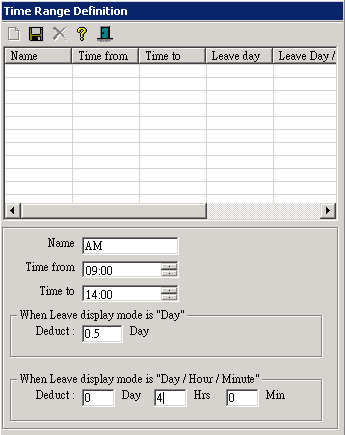 Time Range Definition
Name Time from Time to Leave day Leave Day /
Name AM
Time from 09:00
Time to 14:00
When Leave display mode is "Day"
Deduct : 0.5 Day
When Leave display mode is "Day / Hour / Minute"
Deduct : 0 Day 4 Hrs 0 Min